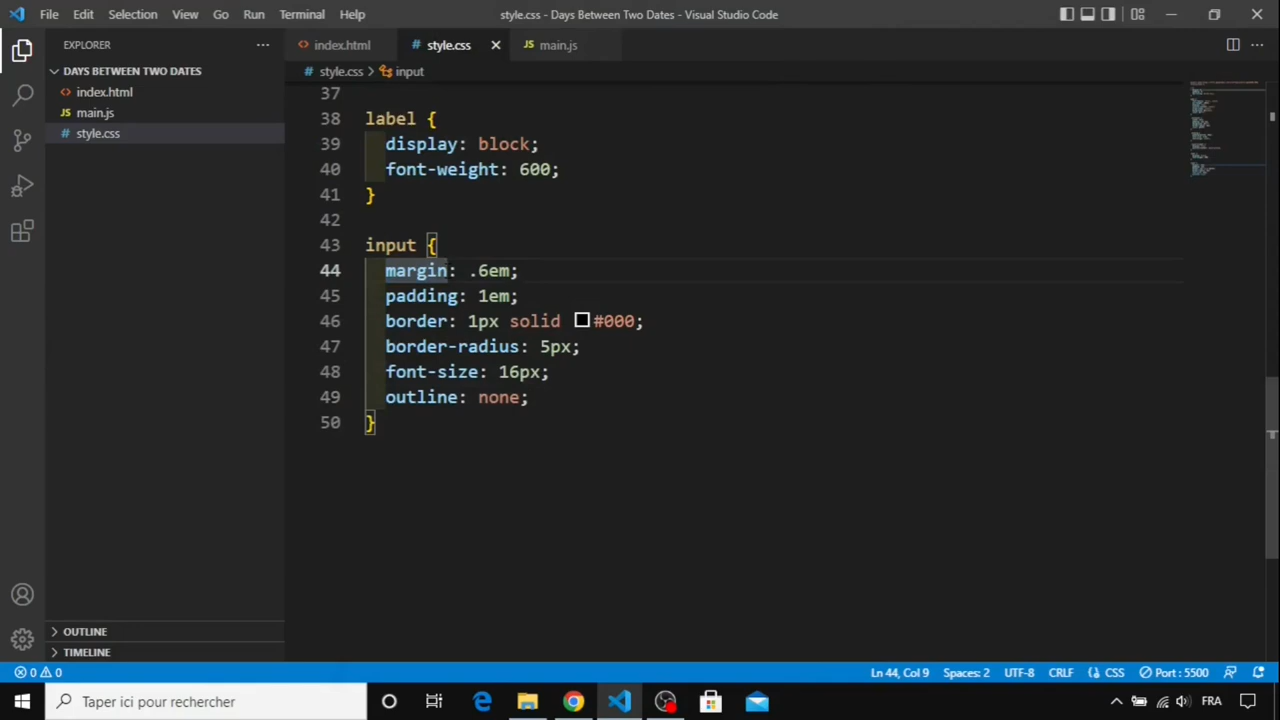 File Edit Selection View Go Run Terminal Help
style.css - Days Between Two Dates - Visual Studio Code
EXPLORER
index.html
style.css
main.js
DAYS BETWEEN TWO DATES
index.html
main.js
style.css
style.css > input
37
38 label {
39 display: block;
40 font-weight: 600;
41 }
42
43 input {
44 margin: .6em;
45 padding: 1em;
46 border: 1px solid #000;
47 border-radius: 5px;
48 font-size: 16px;
49 outline: none;
50 }
OUTLINE
TIMELINE
0 0
Ln 44, Col 9 Spaces: 2 UTF-8 CRLF CSS Port : 5500
Taper ici pour rechercher
FRA